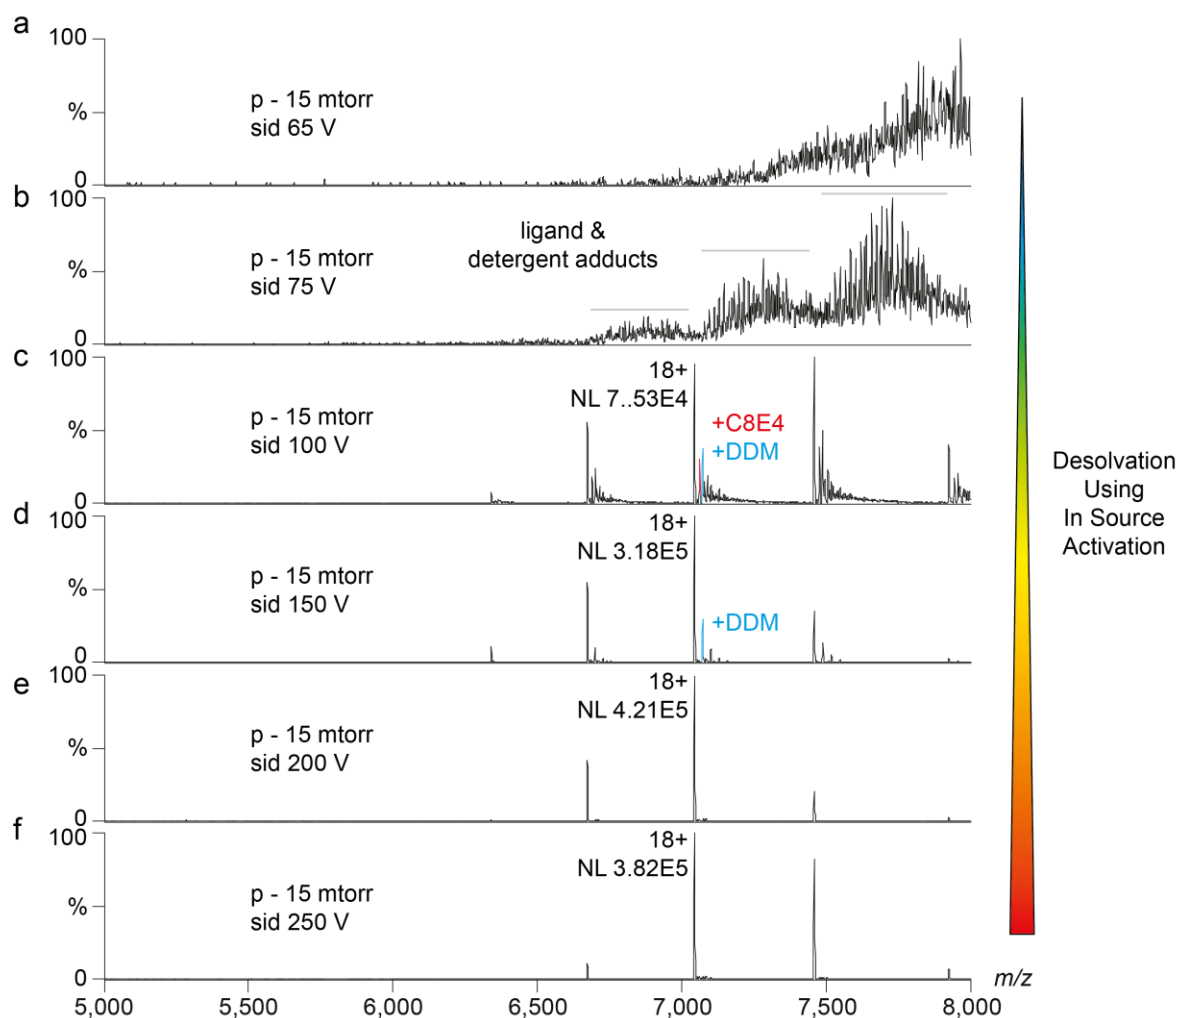 a
100
%
0
p - 15 mtorr
sid 65 V
b
100
%
0
p - 15 mtorr
sid 75 V
ligand &
detergent adducts
c
100
%
0
p - 15 mtorr
sid 100 V
18+
NL 7..53E4
+C8E4
+DDM
d
100
%
0
p - 15 mtorr
sid 150 V
18+
NL 3.18E5
+DDM
e
100
%
0
p - 15 mtorr
sid 200 V
18+
NL 4.21E5
f
100
%
0
p - 15 mtorr
sid 250 V
18+
NL 3.82E5
Desolvation
Using
In Source
Activation
m/z
5,000 5,500 6,000 6,500 7,000 7,500 8,000